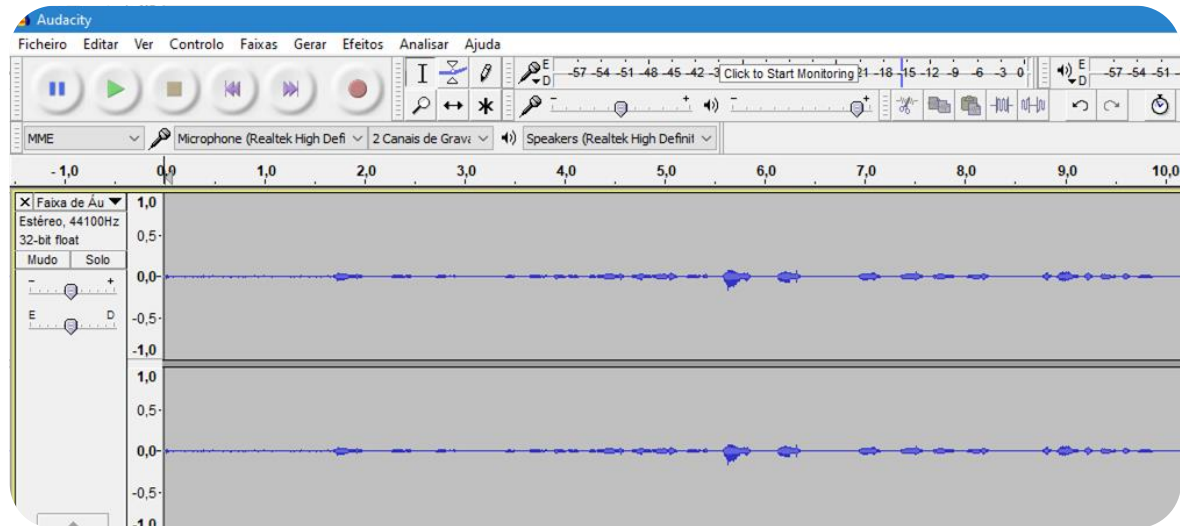 Audacity
Ficheiro Editar Ver Controlo Faixas Gerar Efeitos Analisar Ajuda
E D -57 -54 -51 -48 -45 -42 -3 Click to Start Monitoring 21 -18 -15 -12 -9 -6 -3 0 E D -57 -54 -51 -
MME Microphone (Realtek High Defi 2 Canais de Grava Speakers (Realtek High Definit
- 1,0 0,0 1,0 2,0 3,0 4,0 5,0 6,0 7,0 8,0 9,0 10,0
X Faixa de Áu 1,0
Estéreo, 44100Hz
32-bit float 0,5-
Mudo Solo
- + 0,0-
E D -0,5-
-1,0
1,0
0,5-
0,0-
-0,5-
-1,0